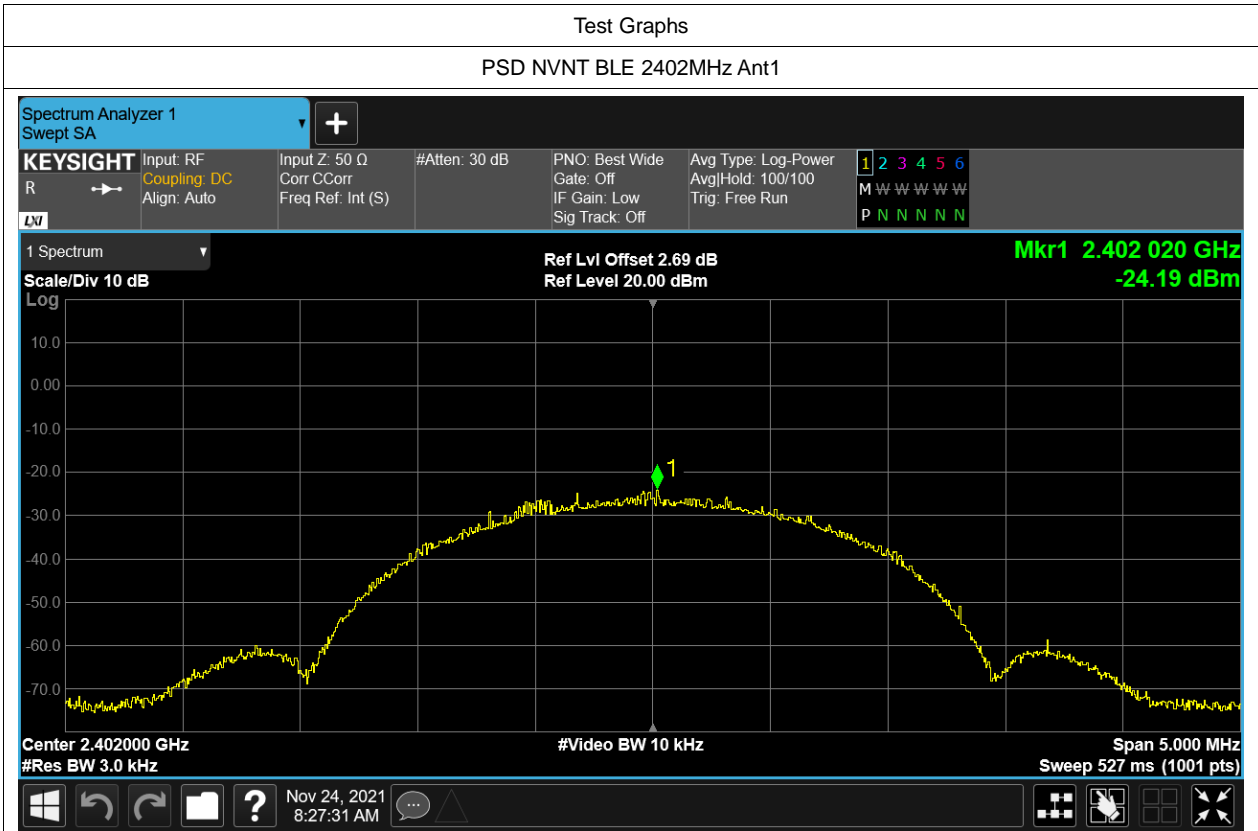 Test Graphs
PSD NVNT BLE 2402MHz Ant1
Spectrum Analyzer 1
Swept SA
KEYSIGHT
R
LXI
Input: RF
Coupling: DC
Align: Auto
Input Z: 50 Ω
Corr CCorr
Freq Ref: Int (S)
#Atten: 30 dB
PNO: Best Wide
Gate: Off
IF Gain: Low
Sig Track: Off
Avg Type: Log-Power
Avg|Hold: 100/100
Trig: Free Run
1 2 3 4 5 6
M W W W W W
P N N N N N
1 Spectrum
Scale/Div 10 dB
Log
Ref Lvl Offset 2.69 dB
Ref Level 20.00 dBm
Mkr1 2.402 020 GHz
-24.19 dBm
10.0
0.00
-10.0
-20.0
-30.0
-40.0
-50.0
-60.0
-70.0
1
Center 2.402000 GHz
#Res BW 3.0 kHz
#Video BW 10 kHz
Span 5.000 MHz
Sweep 527 ms (1001 pts)
?
Nov 24, 2021
8:27:31 AM